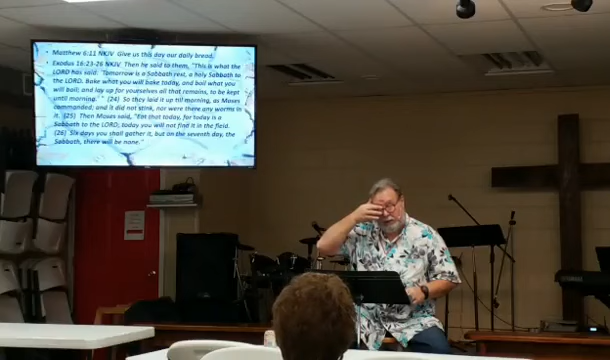 • Matthew 6:11 NKJV Give us this day our daily bread.
• Exodus 16:23-26 NKJV Then he said to them, "This is what the
LORD has said: 'Tomorrow is a Sabbath rest, a holy Sabbath to
the LORD. Bake what you will bake today, and boil what you
will boil; and lay up for yourselves all that remains, to be kept
until morning.' " (24) So they laid it up till morning, as Moses
commanded; and it did not stink, nor were there any worms in
it. (25) Then Moses said, "Eat that today, for today is a
Sabbath to the LORD; today you will not find it in the field.
(26) Six days you shall gather it, but on the seventh day, the
Sabbath, there will be none."